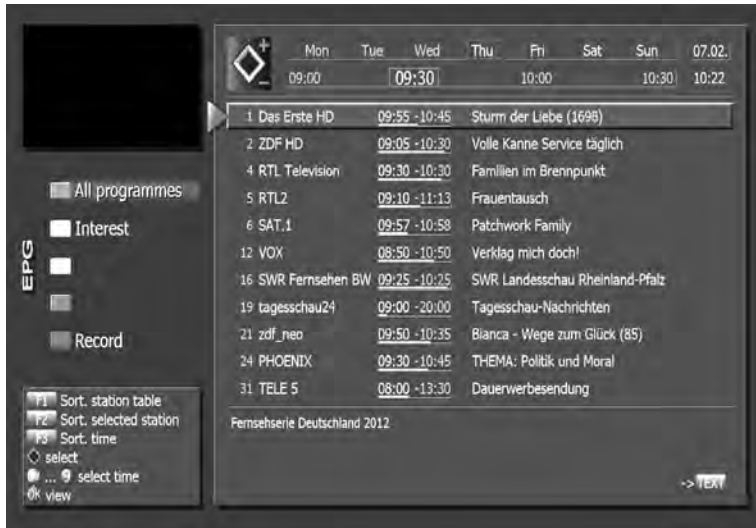 Mon Tue Wed Thu Fri Sat Sun 07.02.
09:00 09:30 10:00 10:30 10:22
1 Das Erste HD 09:55 -10:45 Sturm der Liebe (1698)
2 ZDF HD 09:05 -10:30 Volle Kanne Service täglich
4 RTL Television 09:30 -10:30 Familien im Brennpunkt
5 RTL2 09:10 -11:13 Frauentausch
6 SAT.1 09:57 -10:58 Patchwork Family
12 VOX 08:50 -10:50 Verklag mich doch!
16 SWR Fernsehen BW 09:25 -10:25 SWR Landesschau Rheinland-Pfalz
19 tagesschau24 09:00 -20:00 Tagesschau-Nachrichten
21 zdf_neo 09:50 -10:35 Bianca - Wege zum Glück (85)
24 PHOENIX 09:30 -10:45 THEMA: Politik und Moral
31 TELE 5 08:00 -13:30 Dauerwerbesendung
Fernsehserie Deutschland 2012
-> TEXT
EPG
All programmes
Interest
Record
F1 Sort. station table
F2 Sort. selected station
F3 Sort. time
select
... 9 select time
OK view